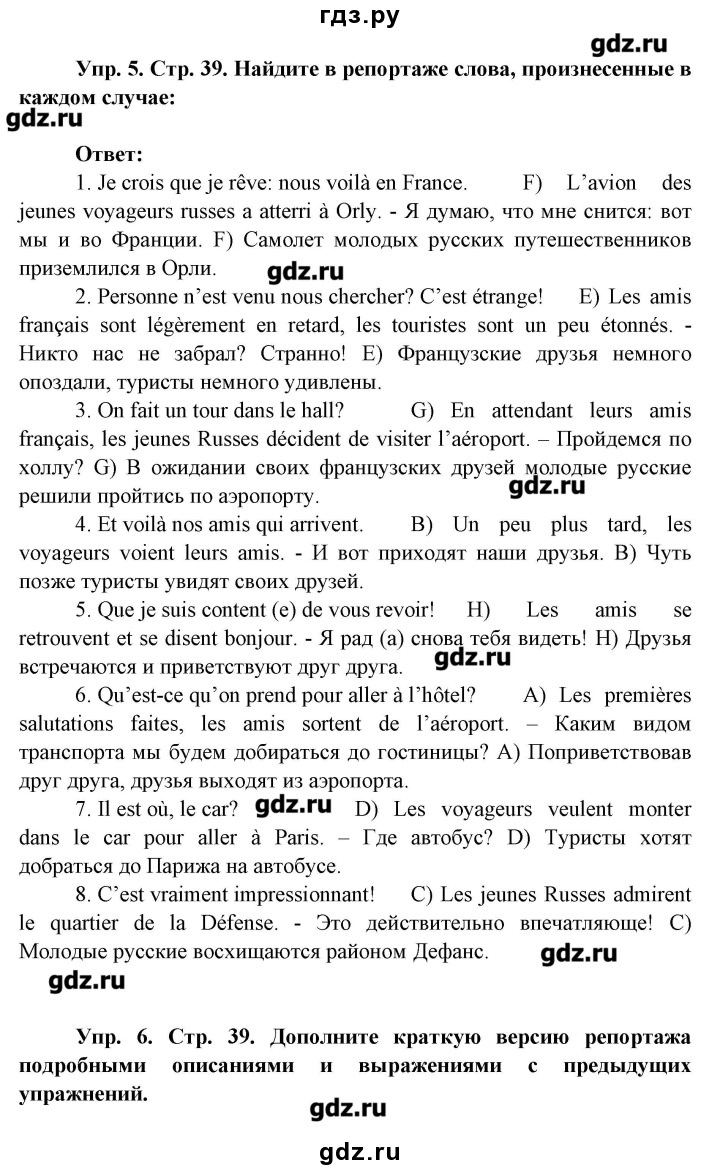 гдз.ру
gdz.ru
Упр. 5. Стр. 39. Найдите в репортаже слова, произнесенные в
каждом случае:
gdz.ru
Ответ:
1. Je crois que je rêve: nous voilà en France. F) L’avion des
jeunes voyageurs russes a atterri à Orly. - Я думаю, что мне снится: вот
мы и во Франции. F) Самолет молодых русских путешественников
приземлился в Орли.
gdz.ru
2. Personne n’est venu nous chercher? C’est étrange! E) Les amis
français sont légèrement en retard, les touristes sont un peu étonnés. -
Никто нас не забрал? Странно! E) Французские друзья немного
опоздали, туристы немного удивлены.
3. On fait un tour dans le hall? G) En attendant leurs amis
français, les jeunes Russes décident de visiter l’aéroport. – Пройдемся по
холлу? G) В ожидании своих французских друзей молодые русские
решили пройтись по аэропорту.
gdz.ru
4. Et voilà nos amis qui arrivent. B) Un peu plus tard, les
voyageurs voient leurs amis. - И вот приходят наши друзья. B) Чуть
позже туристы увидят своих друзей.
5. Que je suis content (e) de vous revoir! H) Les amis se
retrouvent et se disent bonjour. - Я рад (а) снова тебя видеть! H) Друзья
встречаются и приветствуют друг друга.
gdz.ru
6. Qu’est-ce qu’on prend pour aller à l’hôtel? A) Les premières
salutations faites, les amis sortent de l’aéroport. – Каким видом
транспорта мы будем добираться до гостиницы? A) Поприветствовав
друг друга, друзья выходят из аэропорта.
7. Il est où, le car? gdz.ru D) Les voyageurs veulent monter
dans le car pour aller à Paris. – Где автобус? D) Туристы хотят
добраться до Парижа на автобусе.
8. C’est vraiment impressionnant! C) Les jeunes Russes admirent
le quartier de la Défense. - Это действительно впечатляюще! C)
Молодые русские восхищаются районом Дефанс.
gdz.ru
gdz.ru
Упр. 6. Стр. 39. Дополните краткую версию репортажа
подробными описаниями и выражениями с предыдущих
упражнений.
gdz.ru
gdz.ru